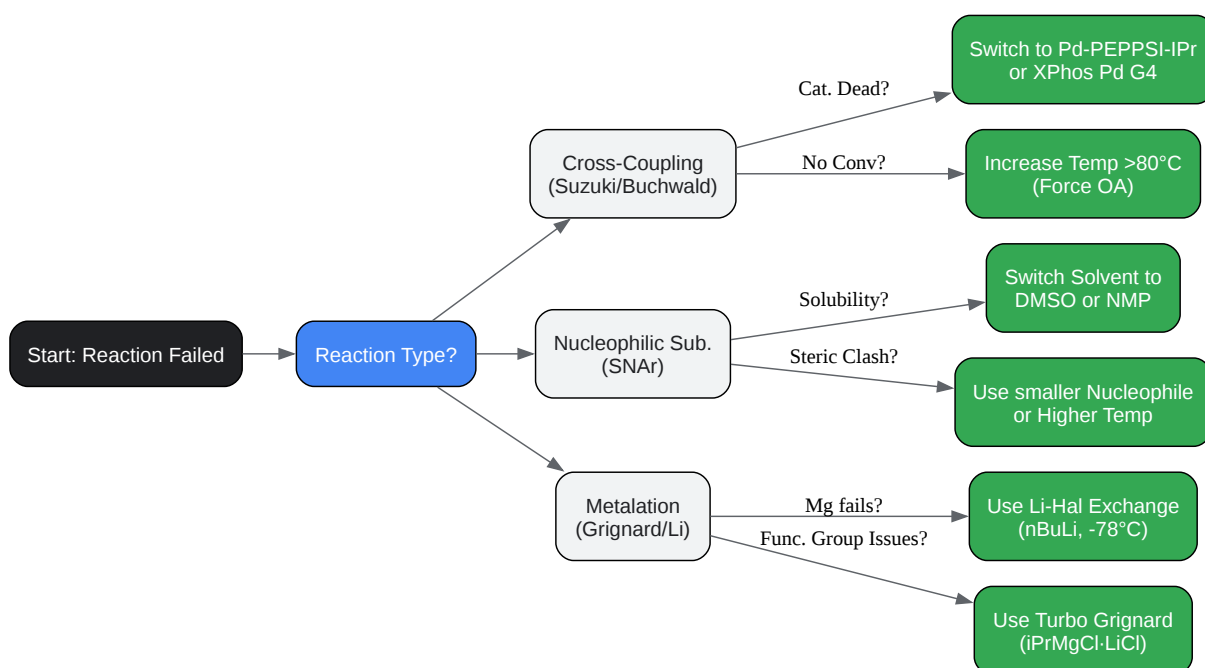 Start: Reaction Failed
Reaction Type?
Cross-Coupling
(Suzuki/Buchwald)
Cat. Dead?
Switch to Pd-PEPPSI-IPr
or XPhos Pd G4
No Conv?
Increase Temp >80°C
(Force OA)
Nucleophilic Sub.
(SNAr)
Solubility?
Switch Solvent to
DMSO or NMP
Steric Clash?
Use smaller Nucleophile
or Higher Temp
Metalation
(Grignard/Li)
Mg fails?
Use Li-Hal Exchange
(nBuLi, -78°C)
Func. Group Issues?
Use Turbo Grignard
(iPrMgCl·LiCl)